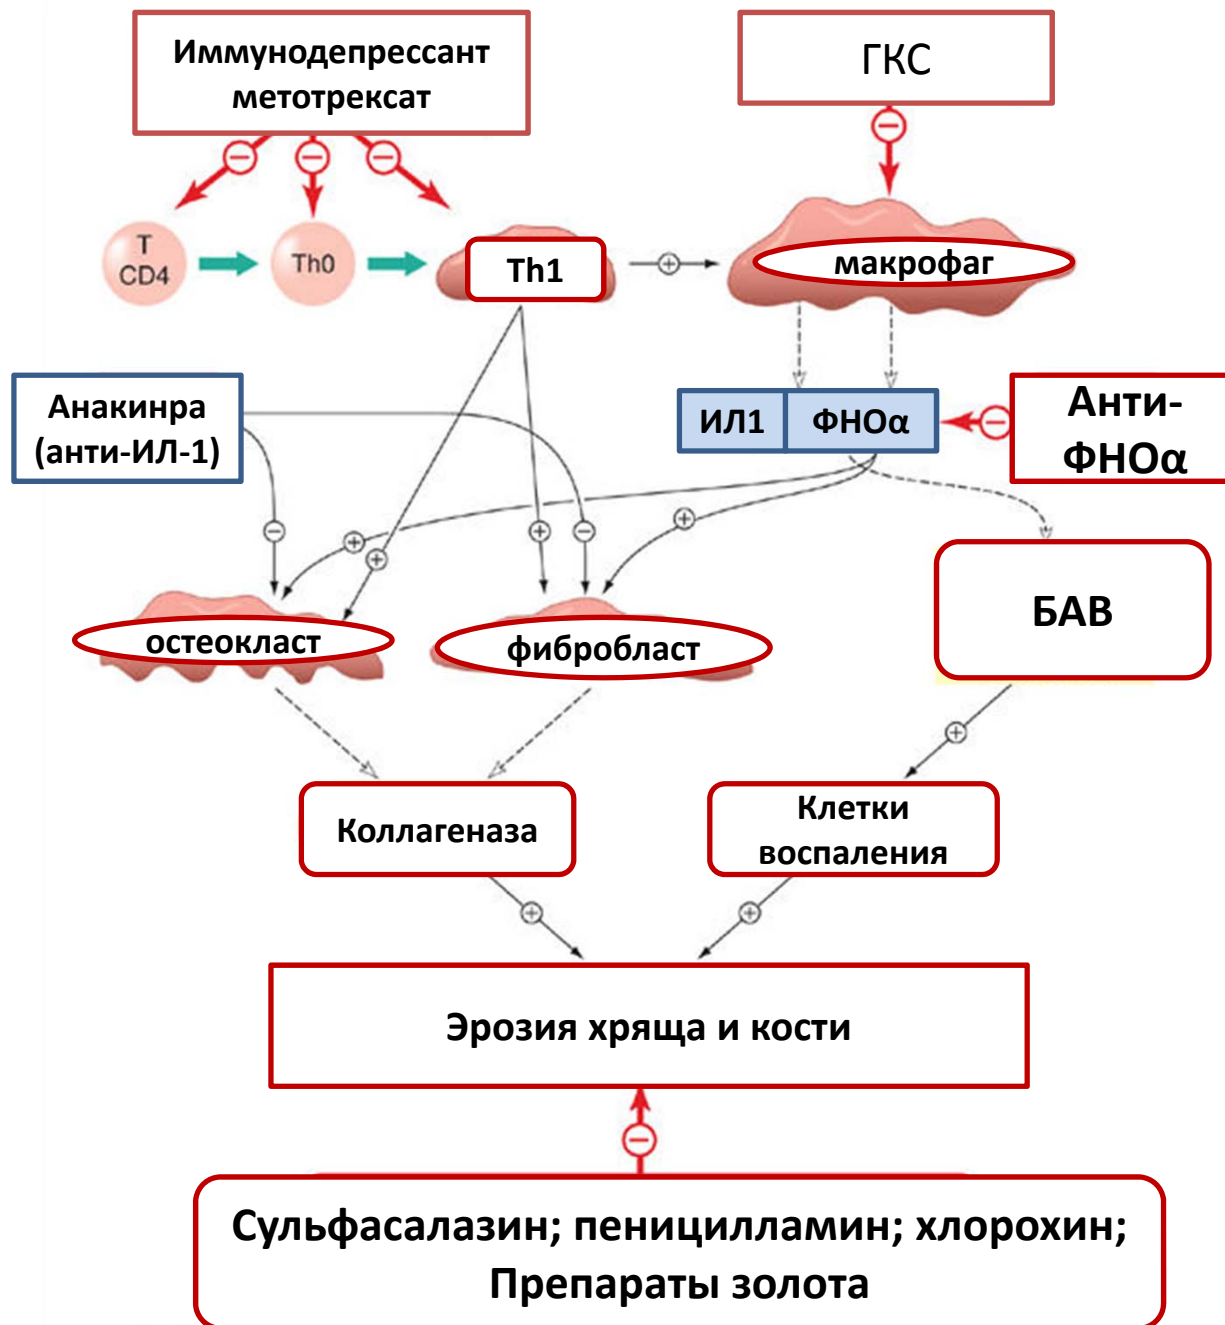 Иммунодепрессант
метотрексат
ГКС
T
CD4
Th0
Th1
макрофаг
Анакинра
(анти-ИЛ-1)
ИЛ1
ФНОα
Анти-
ФНОα
остеокласт
фибробласт
БАВ
Коллагеназа
Клетки
воспаления
Эрозия хряща и кости
Сульфасалазин; пеницилламин; хлорохин;
Препараты золота